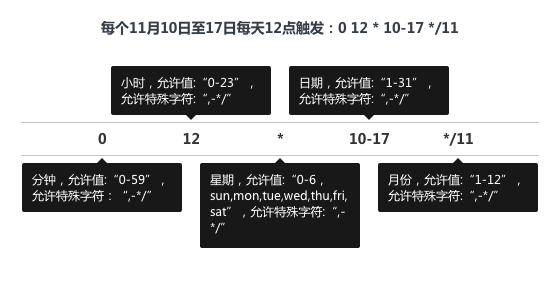 每个11月10日至17日每天12点触发：0 12 * 10-17 */11
小时，允许值:“0-23”，
允许特殊字符:“,-*/”
日期，允许值:“1-31”，
允许特殊字符:“,-*/”
0 12 * 10-17 */11
分钟，允许值:“0-59”，
允许特殊字符：“,-*/”
星期，允许值:“0-6，
sun,mon,tue,wed,thu,fri,
sat”，允许特殊字符:“,-
*/”
月份，允许值:“1-12”，
允许特殊字符:“,-*/”